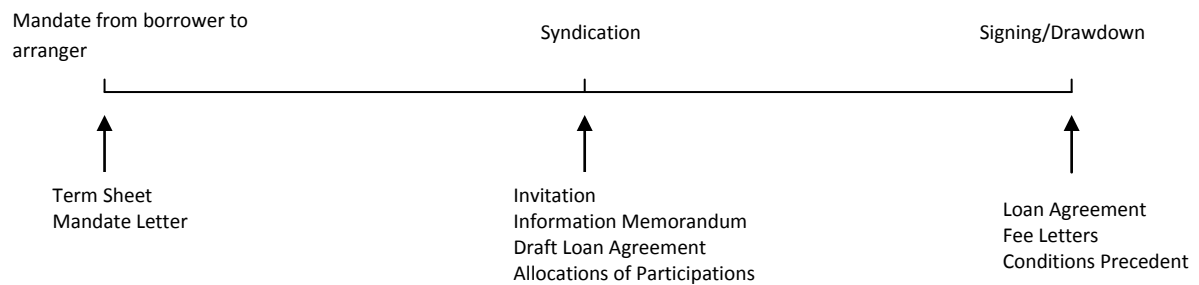 Mandate from borrower to
arranger
Syndication
Signing/Drawdown
Term Sheet
Mandate Letter
Invitation
Information Memorandum
Draft Loan Agreement
Allocations of Participations
Loan Agreement
Fee Letters
Conditions Precedent